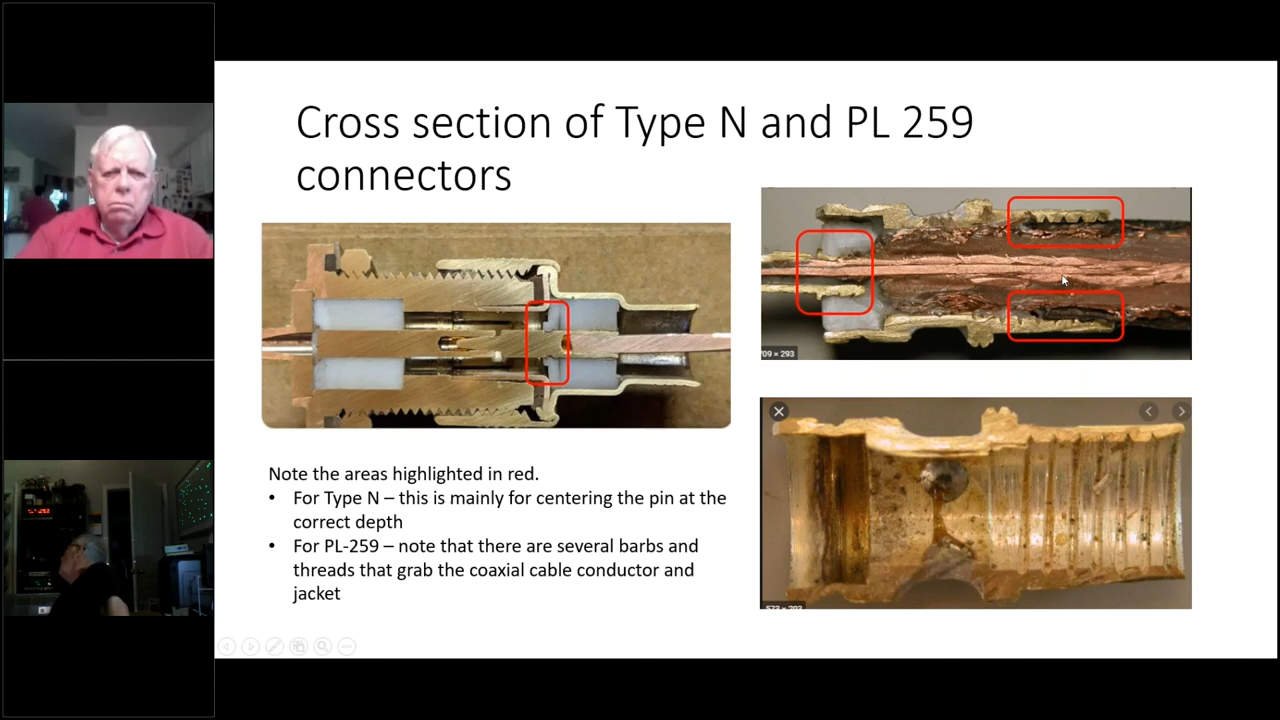 Cross section of Type N and PL 259
connectors
709 × 293
Note the areas highlighted in red.
• For Type N – this is mainly for centering the pin at the
correct depth
• For PL-259 – note that there are several barbs and
threads that grab the coaxial cable conductor and
jacket